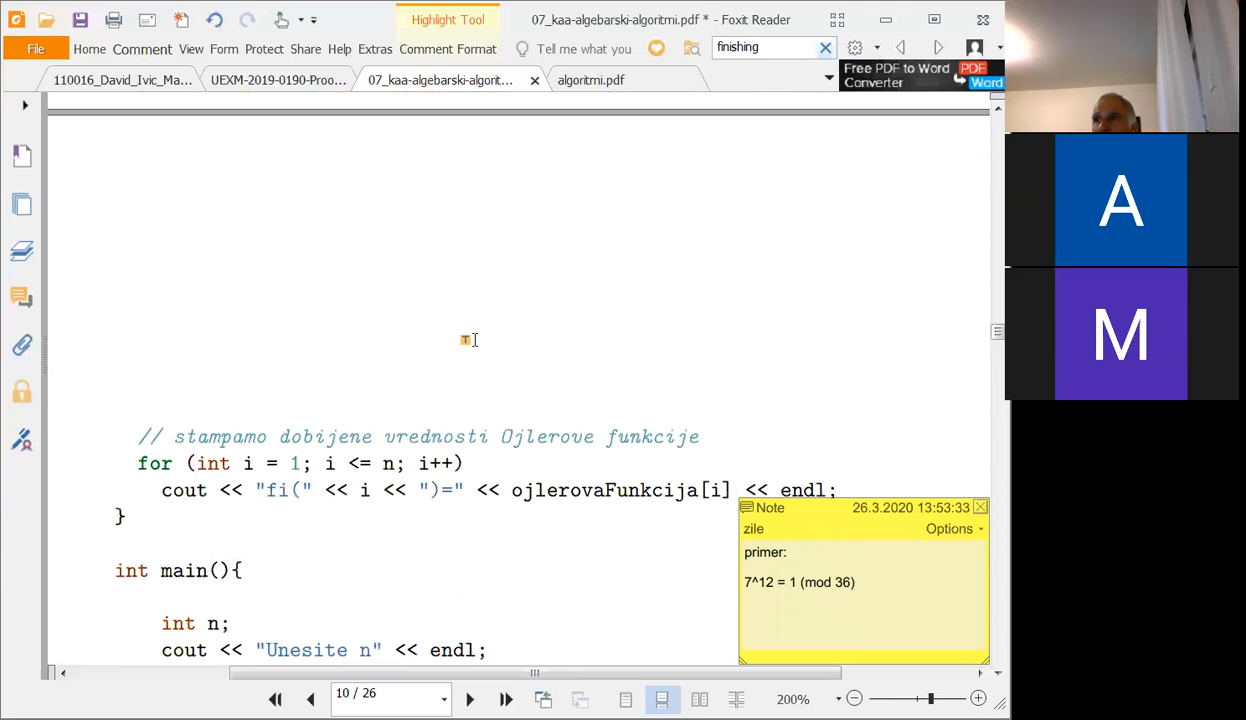 Highlight Tool
07_kaa-algebarski-algoritmi.pdf * - Foxit Reader
File Home Comment View Form Protect Share Help Extras Comment Format Tell me what you finishing
110016_David_Ivic_Ma... UEXM-2019-0190-Proo... 07_kaa-algebarski-algorit... algoritmi.pdf
Free PDF to Word PDF
Converter Word
A
M
T
// stampamo dobijene vrednosti Ojlerove funkcije
for (int i = 1; i <= n; i++)
cout << "fi(" << i << ")=" << ojlerovaFunkcija[i] << endl;
}
Note 26.3.2020 13:53:33
zile Options
primer:
7^12 = 1 (mod 36)
int main(){
int n;
cout << "Unesite n" << endl;
10 / 26
200%